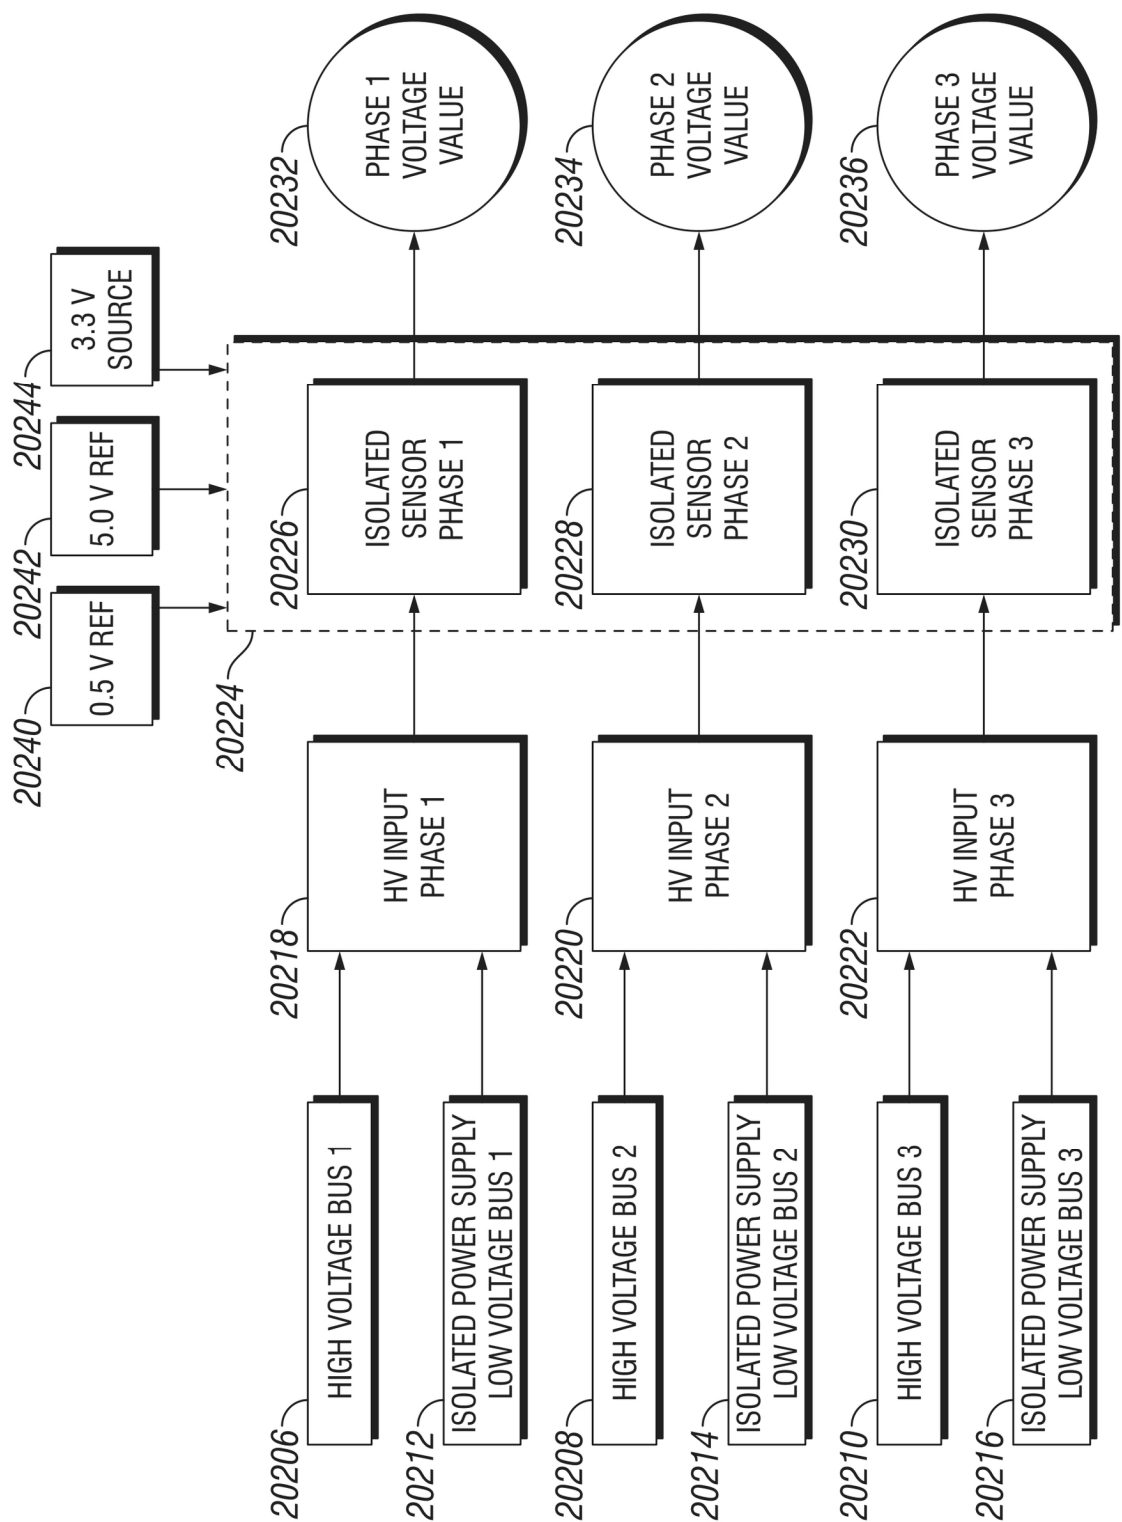 20240
0.5 V REF
20242
5.0 V REF
20244
3.3 V
SOURCE
20224
20206
HIGH VOLTAGE BUS 1
20212
ISOLATED POWER SUPPLY
LOW VOLTAGE BUS 1
20218
HV INPUT
PHASE 1
20226
ISOLATED
SENSOR
PHASE 1
20232
PHASE 1
VOLTAGE
VALUE
20208
HIGH VOLTAGE BUS 2
20214
ISOLATED POWER SUPPLY
LOW VOLTAGE BUS 2
20220
HV INPUT
PHASE 2
20228
ISOLATED
SENSOR
PHASE 2
20234
PHASE 2
VOLTAGE
VALUE
20210
HIGH VOLTAGE BUS 3
20216
ISOLATED POWER SUPPLY
LOW VOLTAGE BUS 3
20222
HV INPUT
PHASE 3
20230
ISOLATED
SENSOR
PHASE 3
20236
PHASE 3
VOLTAGE
VALUE